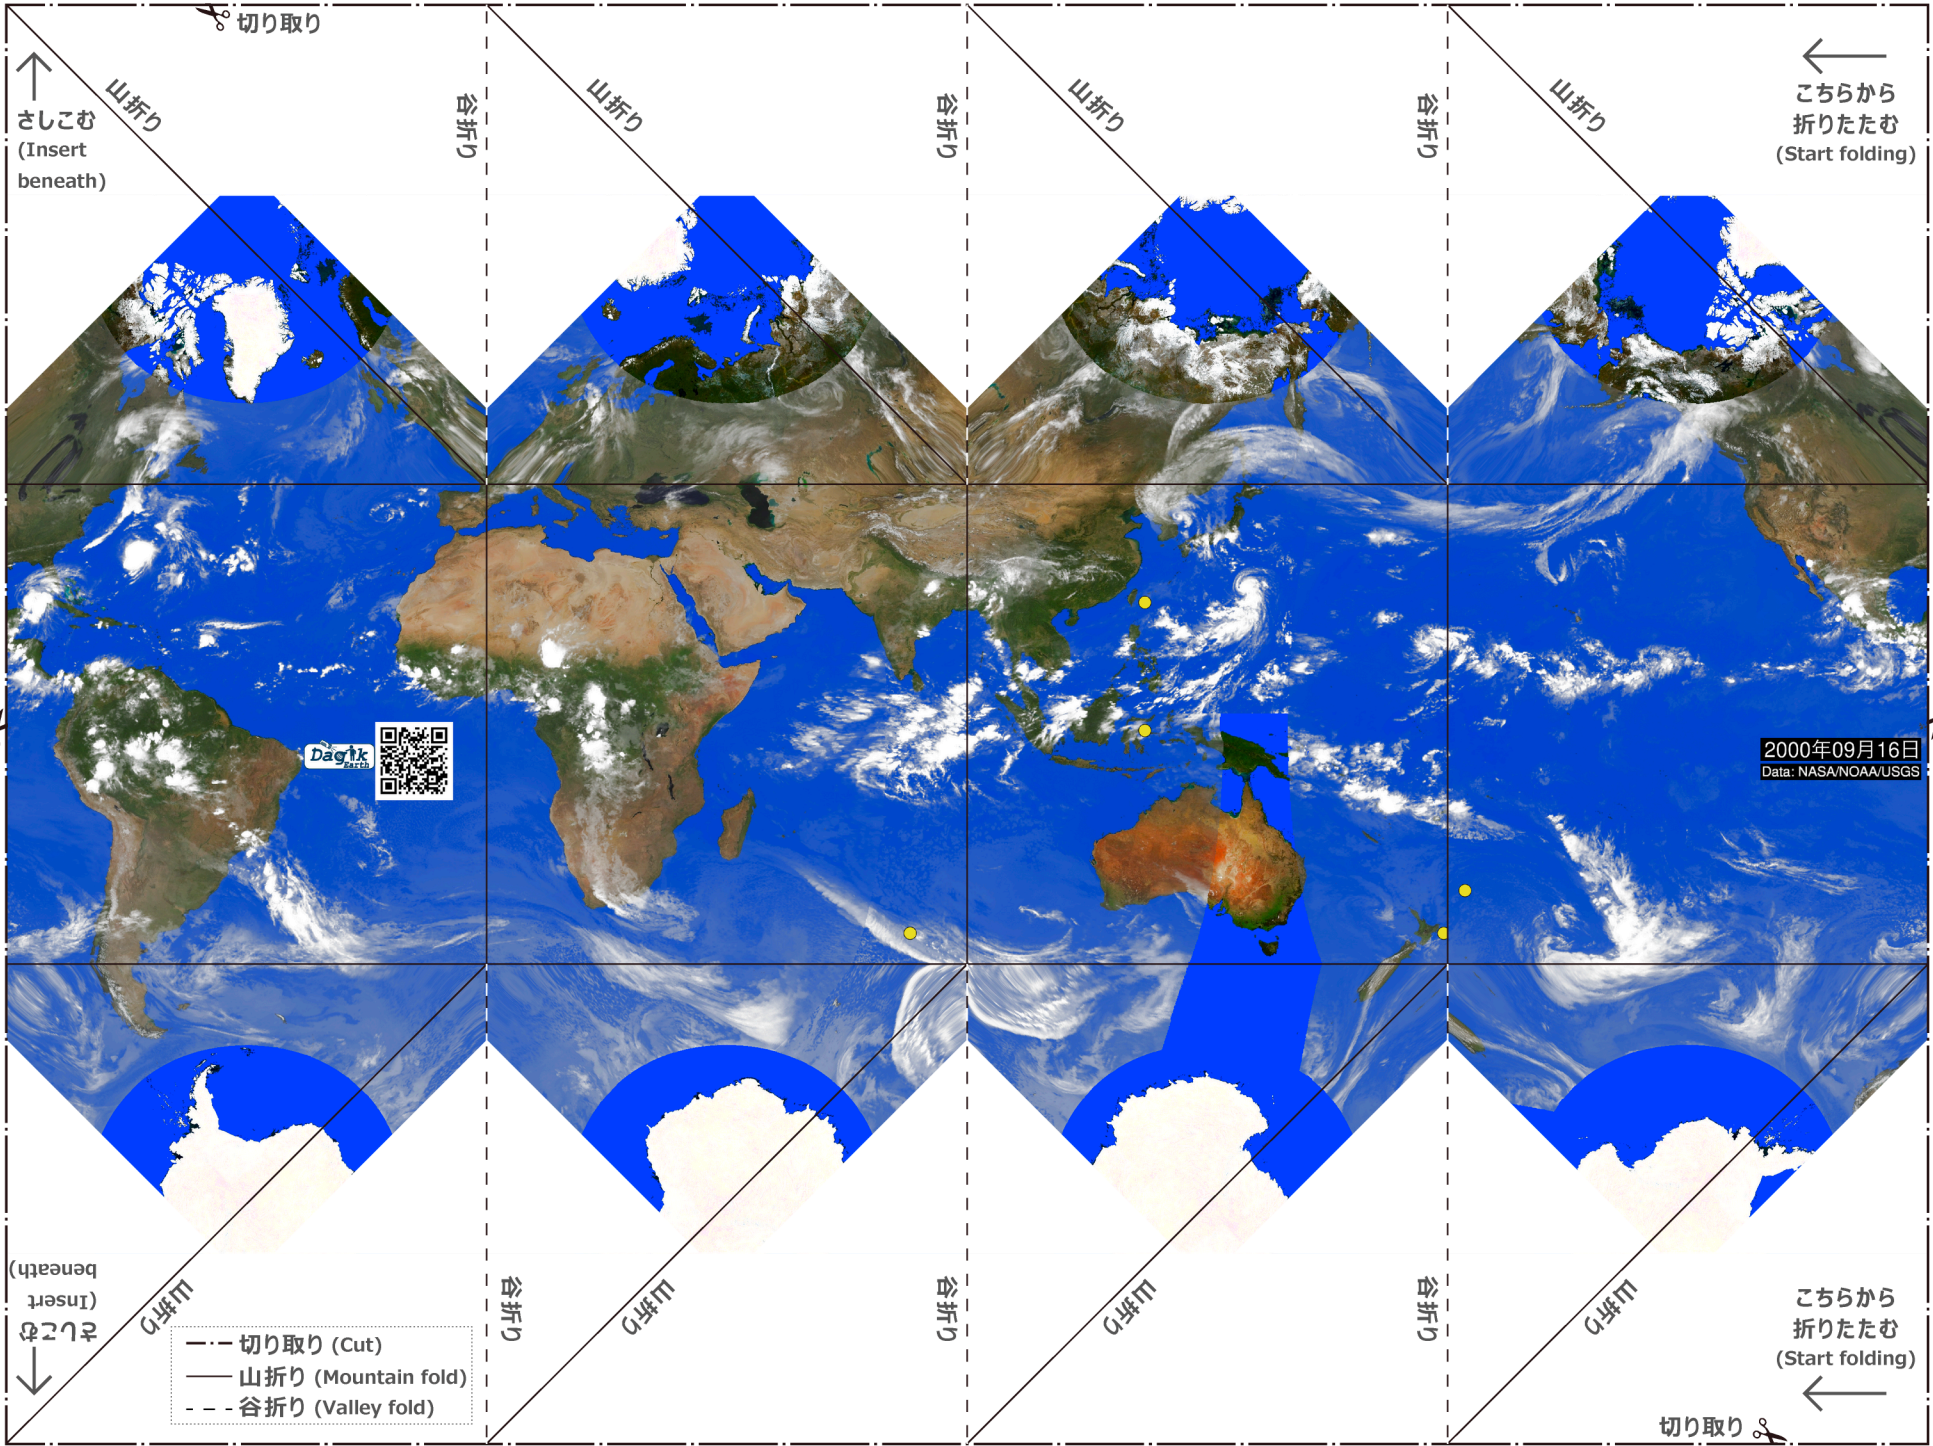 切り取り
山折り
谷折り
山折り
谷折り
山折り
谷折り
山折り
さしこむ
(Insert
beneath)
こちらから
折りたたむ
(Start folding)
Dagik
Earth
2000年09月16日
Data: NASA/NOAA/USGS
さしこむ
(Insert
beneath)
山折り
谷折り
山折り
谷折り
山折り
谷折り
山折り
こちらから
折りたたむ
(Start folding)
切り取り (Cut)
山折り (Mountain fold)
谷折り (Valley fold)
切り取り